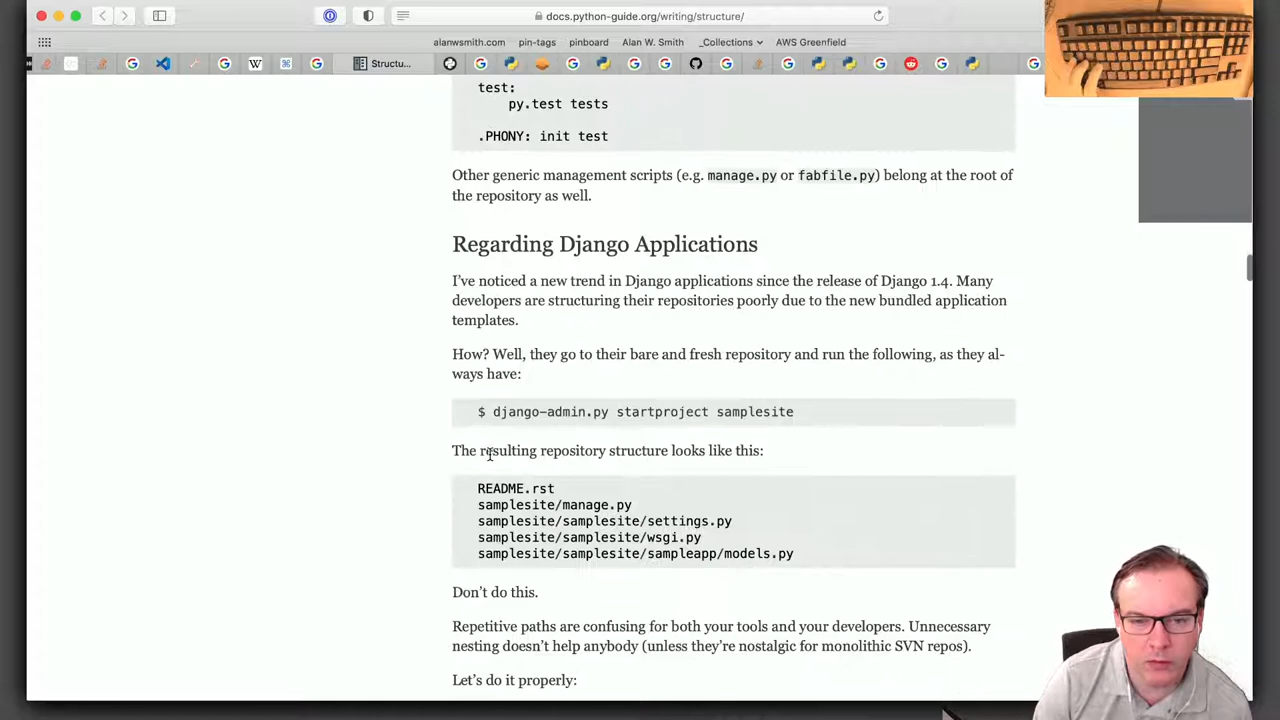 docs.python-guide.org/writing/structure/
alanwsmith.com pin-tags pinboard Alan W. Smith _Collections AWS Greenfield
Structu...
test:
py.test tests
.PHONY: init test
Other generic management scripts (e.g. manage.py or fabfile.py) belong at the root of
the repository as well.
Regarding Django Applications
I’ve noticed a new trend in Django applications since the release of Django 1.4. Many
developers are structuring their repositories poorly due to the new bundled application
templates.
How? Well, they go to their bare and fresh repository and run the following, as they al-
ways have:
$ django-admin.py startproject samplesite
The resulting repository structure looks like this:
README.rst
samplesite/manage.py
samplesite/samplesite/settings.py
samplesite/samplesite/wsgi.py
samplesite/samplesite/sampleapp/models.py
Don’t do this.
Repetitive paths are confusing for both your tools and your developers. Unnecessary
nesting doesn’t help anybody (unless they’re nostalgic for monolithic SVN repos).
Let’s do it properly: